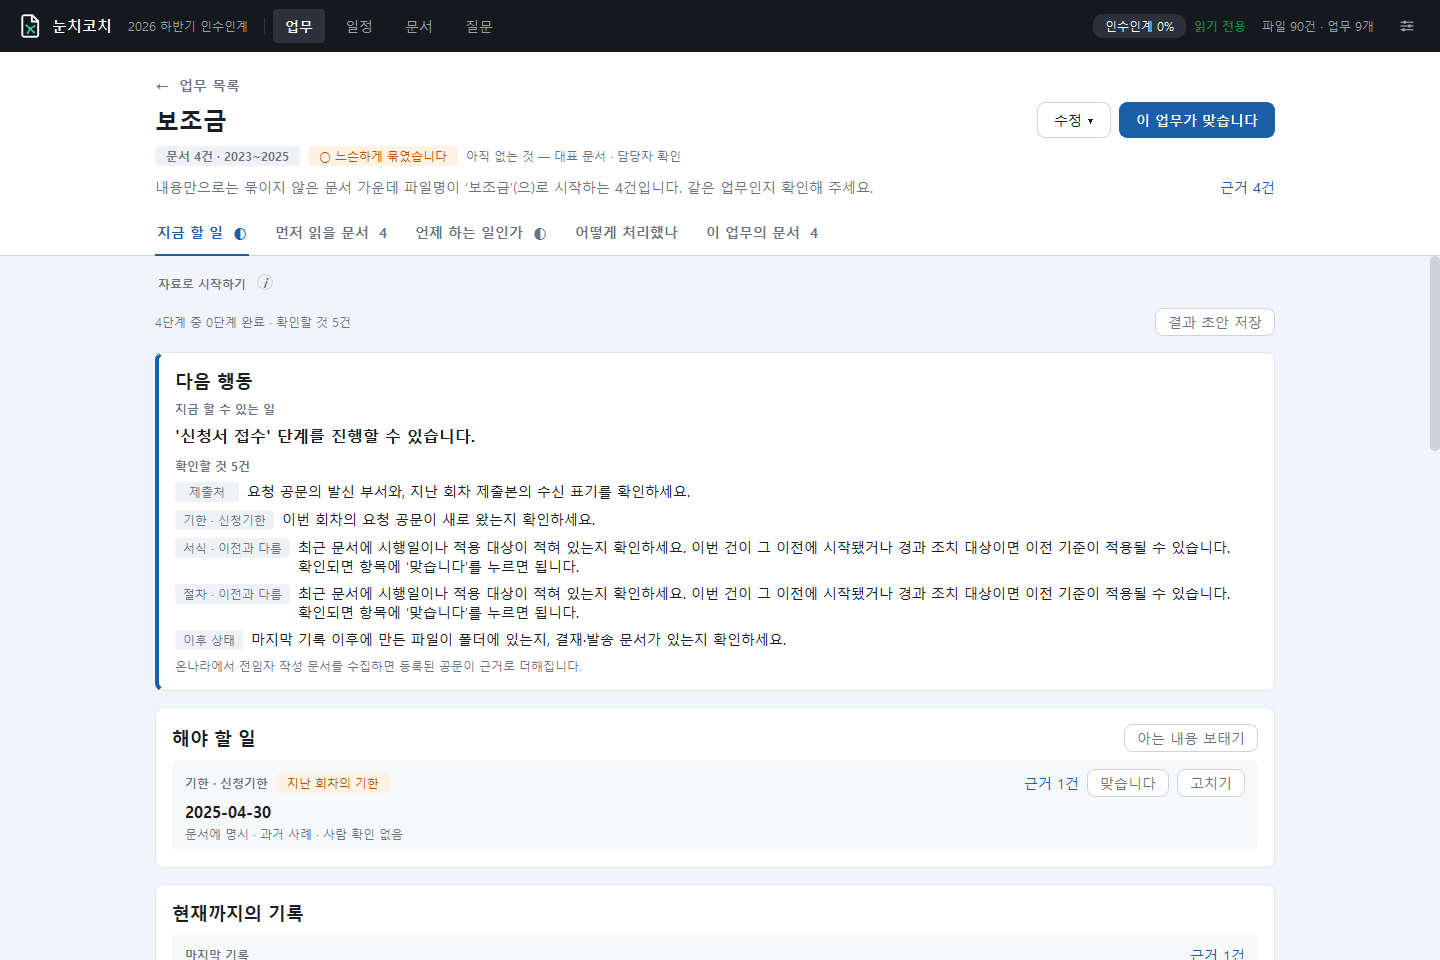 눈치코치 2026 하반기 인수인계 업무 일정 문서 질문 인수인계 0% 읽기 전용 파일 90건 · 업무 9개
← 업무 목록
보조금 수정 ▾ 이 업무가 맞습니다
문서 4건 · 2023~2025 ○ 느슨하게 묶였습니다 아직 없는 것 — 대표 문서 · 담당자 확인
내용만으로는 묶이지 않은 문서 가운데 파일명이 ‘보조금’(으)로 시작하는 4건입니다. 같은 업무인지 확인해 주세요. 근거 4건
지금 할 일 ◐ 먼저 읽을 문서 4 언제 하는 일인가 ◐ 어떻게 처리했나 이 업무의 문서 4
자료로 시작하기 i
4단계 중 0단계 완료 · 확인할 것 5건 결과 초안 저장
다음 행동
지금 할 수 있는 일
'신청서 접수' 단계를 진행할 수 있습니다.
확인할 것 5건
제출처 요청 공문의 발신 부서와, 지난 회차 제출본의 수신 표기를 확인하세요.
기한 · 신청기한 이번 회차의 요청 공문이 새로 왔는지 확인하세요.
서식 · 이전과 다름 최근 문서에 시행일이나 적용 대상이 적혀 있는지 확인하세요. 이번 건이 그 이전에 시작됐거나 경과 조치 대상이면 이전 기준이 적용될 수 있습니다.
확인되면 항목에 ‘맞습니다’를 누르면 됩니다.
절차 · 이전과 다름 최근 문서에 시행일이나 적용 대상이 적혀 있는지 확인하세요. 이번 건이 그 이전에 시작됐거나 경과 조치 대상이면 이전 기준이 적용될 수 있습니다.
확인되면 항목에 ‘맞습니다’를 누르면 됩니다.
이후 상태 마지막 기록 이후에 만든 파일이 폴더에 있는지, 결재·발송 문서가 있는지 확인하세요.
온나라에서 전임자 작성 문서를 수집하면 등록된 공문이 근거로 더해집니다.
해야 할 일 아는 내용 보태기
기한 · 신청기한 지난 회차의 기한 근거 1건 맞습니다 고치기
2025-04-30
문서에 명시 · 과거 사례 · 사람 확인 없음
현재까지의 기록
마지막 기록 근거 1건